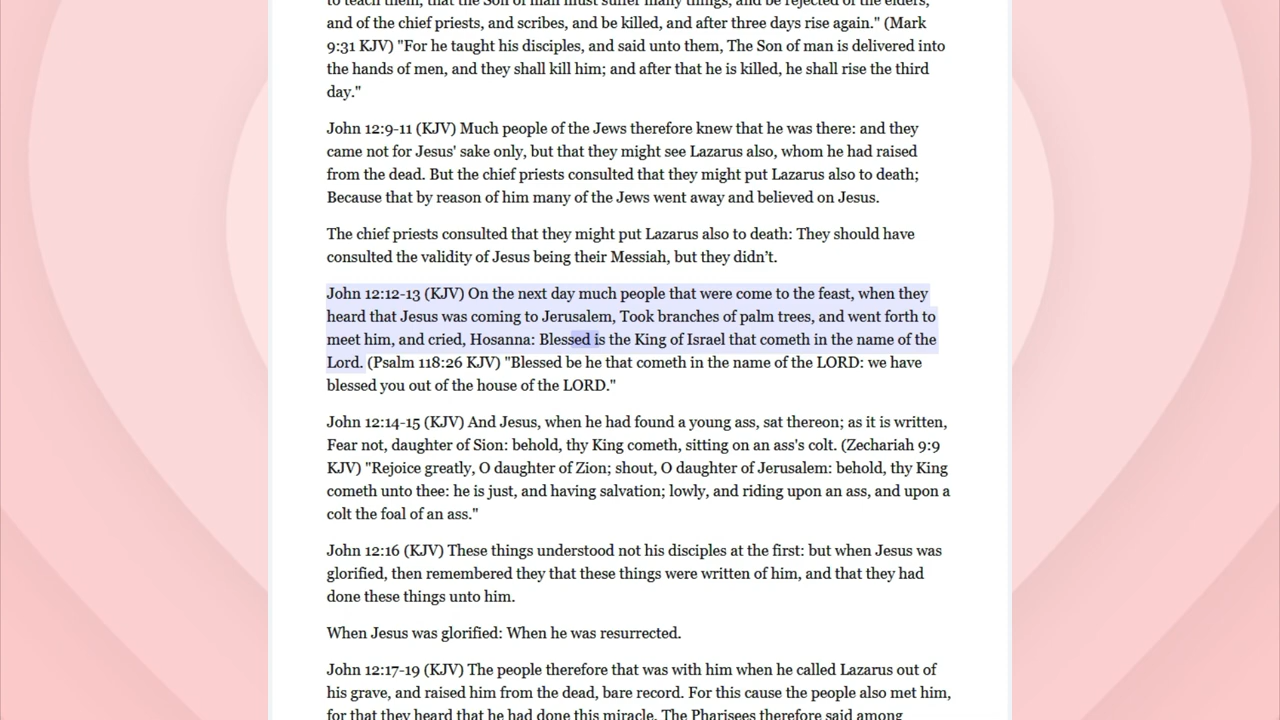 to teach them, that the Son of man must suffer many things, and be rejected of the elders,
and of the chief priests, and scribes, and be killed, and after three days rise again." (Mark
9:31 KJV) "For he taught his disciples, and said unto them, The Son of man is delivered into
the hands of men, and they shall kill him; and after that he is killed, he shall rise the third
day."
John 12:9-11 (KJV) Much people of the Jews therefore knew that he was there: and they
came not for Jesus' sake only, but that they might see Lazarus also, whom he had raised
from the dead. But the chief priests consulted that they might put Lazarus also to death;
Because that by reason of him many of the Jews went away and believed on Jesus.
The chief priests consulted that they might put Lazarus also to death: They should have
consulted the validity of Jesus being their Messiah, but they didn’t.
John 12:12-13 (KJV) On the next day much people that were come to the feast, when they
heard that Jesus was coming to Jerusalem, Took branches of palm trees, and went forth to
meet him, and cried, Hosanna: Blessed is the King of Israel that cometh in the name of the
Lord. (Psalm 118:26 KJV) "Blessed be he that cometh in the name of the LORD: we have
blessed you out of the house of the LORD."
John 12:14-15 (KJV) And Jesus, when he had found a young ass, sat thereon; as it is written,
Fear not, daughter of Sion: behold, thy King cometh, sitting on an ass's colt. (Zechariah 9:9
KJV) "Rejoice greatly, O daughter of Zion; shout, O daughter of Jerusalem: behold, thy King
cometh unto thee: he is just, and having salvation; lowly, and riding upon an ass, and upon a
colt the foal of an ass."
John 12:16 (KJV) These things understood not his disciples at the first: but when Jesus was
glorified, then remembered they that these things were written of him, and that they had
done these things unto him.
When Jesus was glorified: When he was resurrected.
John 12:17-19 (KJV) The people therefore that was with him when he called Lazarus out of
his grave, and raised him from the dead, bare record. For this cause the people also met him,
for that they heard that he had done this miracle. The Pharisees therefore said among